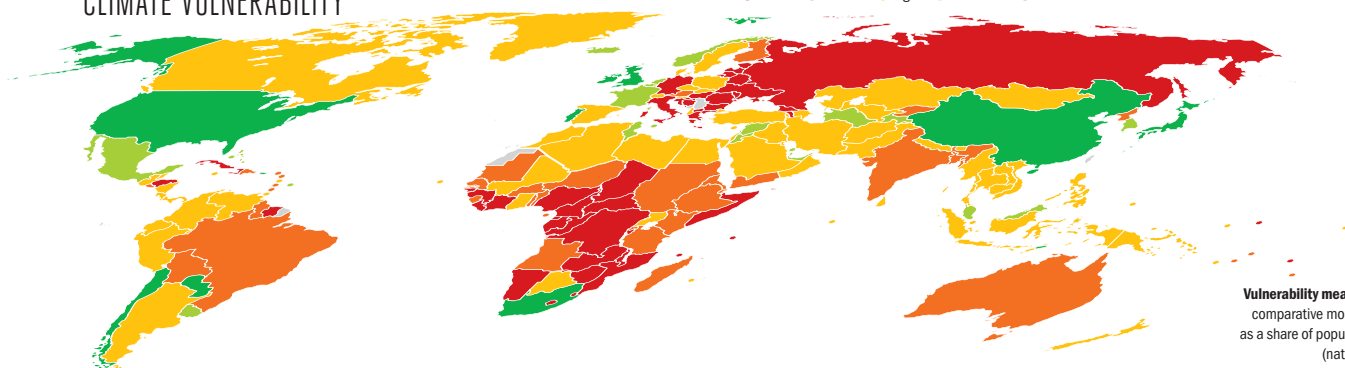 CLIMATE VULNERABILITY
Vulnerability mea
comparative mo
as a share of popu
(nat